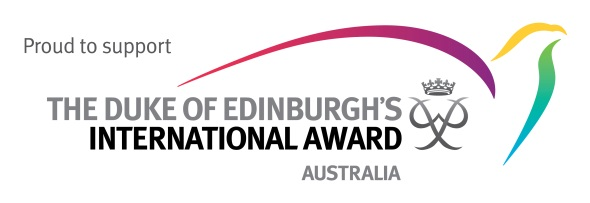 Proud to support
THE DUKE OF EDINBURGH'S
INTERNATIONAL AWARD
AUSTRALIA